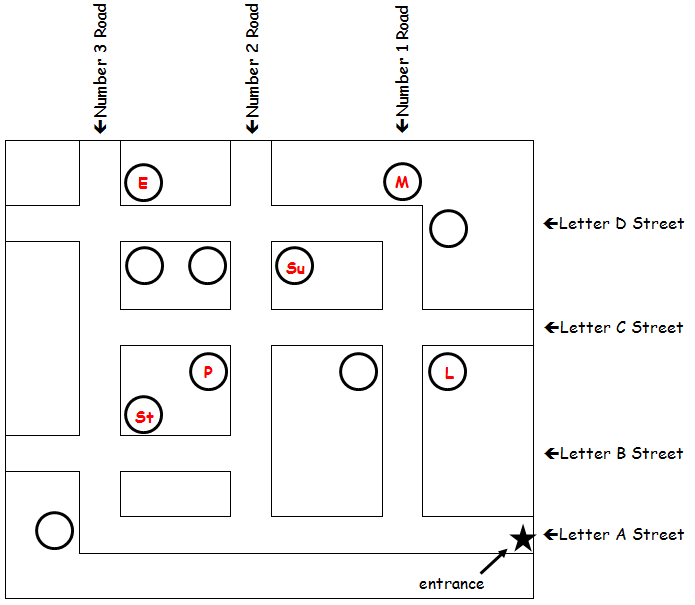 ←Number 3 Road
←Number 2 Road
←Number 1 Road
E
M
←Letter D Street
Su
←Letter C Street
P
L
St
←Letter B Street
←Letter A Street
entrance